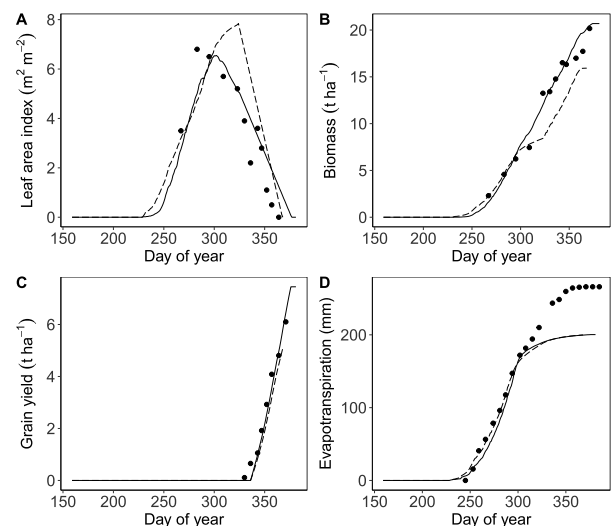 A
Leaf area index (m² m⁻²)
8
6
4
2
0
150 200 250 300 350
Day of year
B
Biomass (t ha⁻¹)
20
15
10
5
0
150 200 250 300 350
Day of year
C
Grain yield (t ha⁻¹)
6
4
2
0
150 200 250 300 350
Day of year
D
Evapotranspiration (mm)
200
100
0
150 200 250 300 350
Day of year